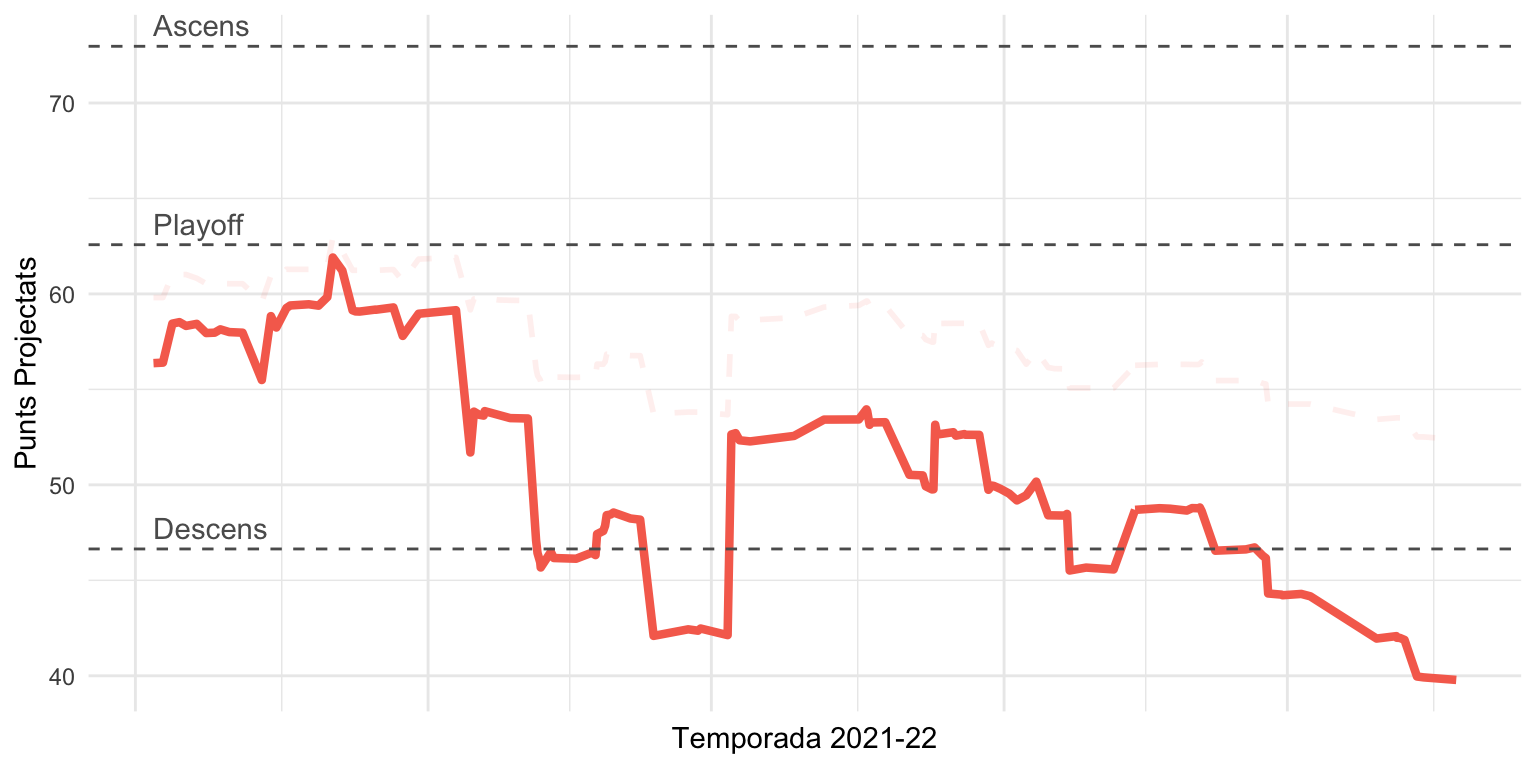 Ascens
70
Playoff
60
Punts Projectats
50
Descens
40
Temporada 2021-22